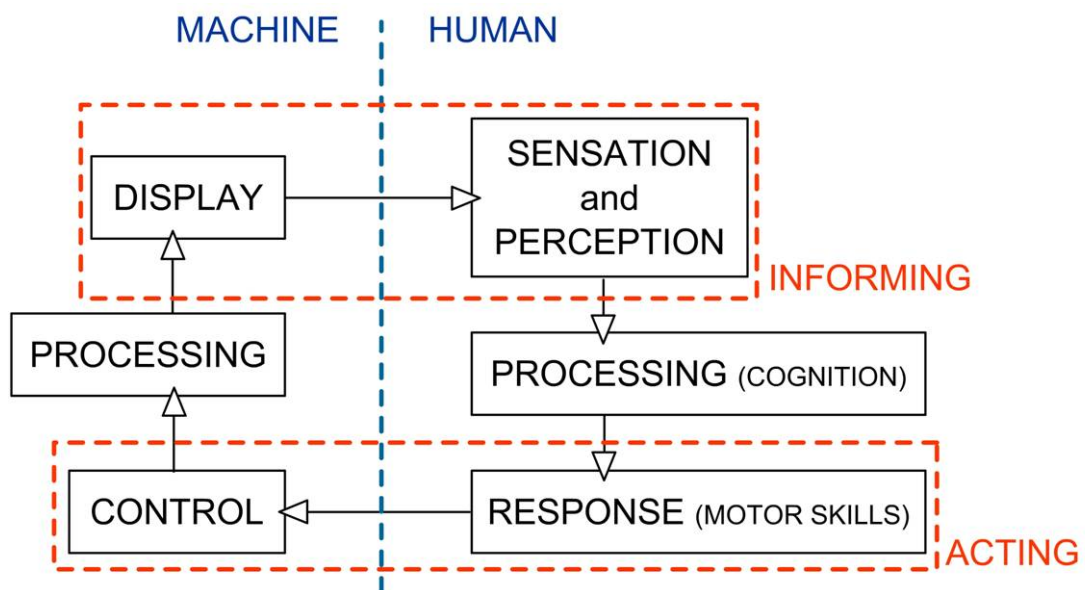 MACHINE
HUMAN
DISPLAY
SENSATION
and
PERCEPTION
INFORMING
PROCESSING
PROCESSING (COGNITION)
CONTROL
RESPONSE (MOTOR SKILLS)
ACTING